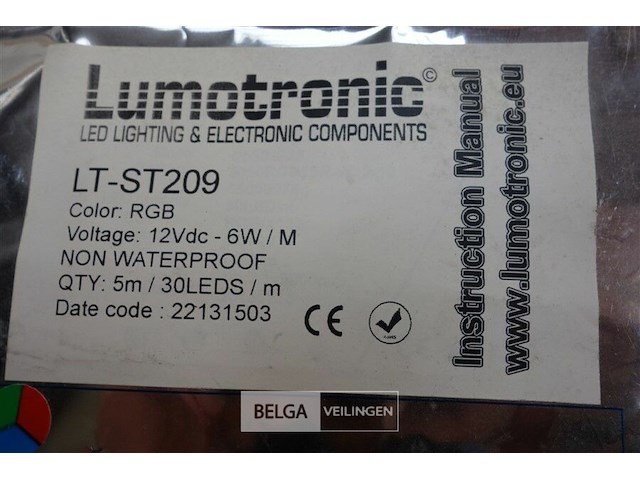 Lumotronic©
LED LIGHTING & ELECTRONIC COMPONENTS
LT-ST209
Color: RGB
Voltage: 12Vdc - 6W / M
NON WATERPROOF
QTY: 5m / 30LEDS / m
Date code : 22131503
CE
Instruction Manual
www.lumotronic.eu
BELGA VEILINGEN